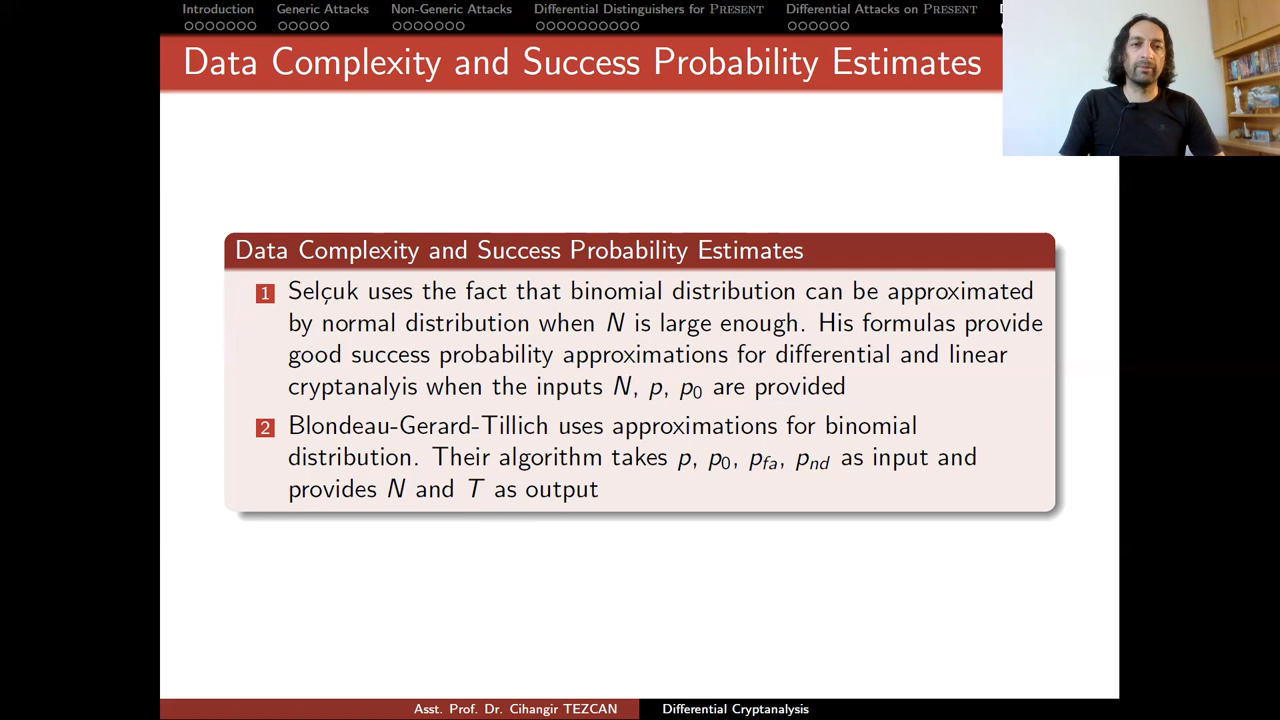 Introduction Generic Attacks Non-Generic Attacks Differential Distinguishers for PRESENT Differential Attacks on PRESENT
Data Complexity and Success Probability Estimates
Data Complexity and Success Probability Estimates
1 Selçuk uses the fact that binomial distribution can be approximated
by normal distribution when N is large enough. His formulas provide
good success probability approximations for differential and linear
cryptanalyis when the inputs N, p, p0 are provided
2 Blondeau-Gerard-Tillich uses approximations for binomial
distribution. Their algorithm takes p, p0, pfa, pnd as input and
provides N and T as output
Asst. Prof. Dr. Cihangir TEZCAN Differential Cryptanalysis